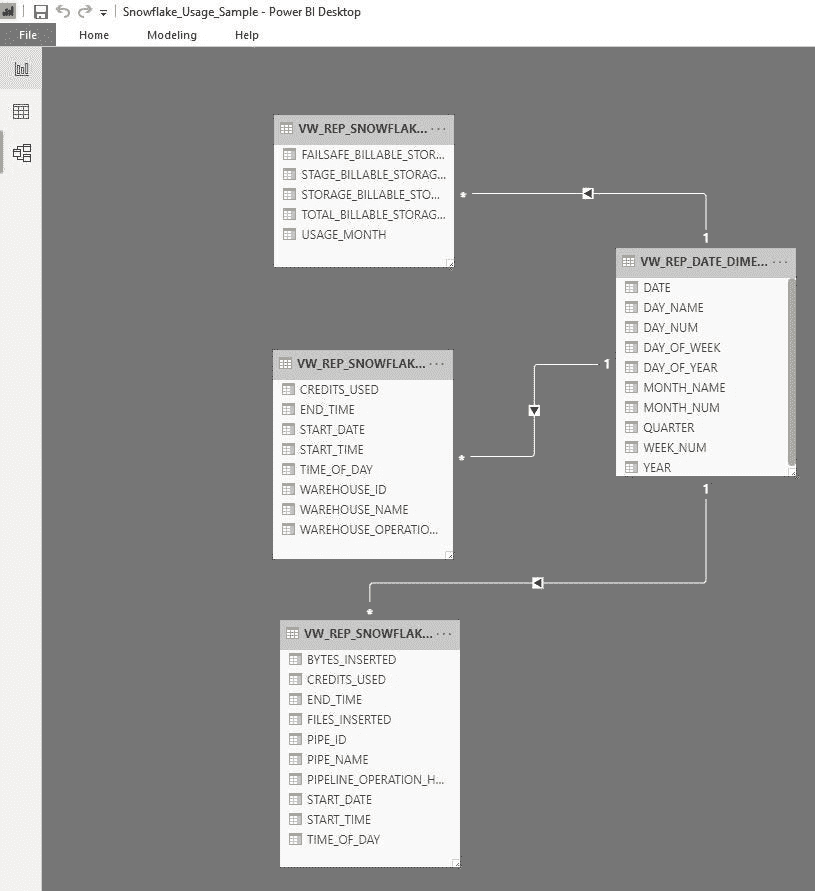 Snowflake_Usage_Sample - Power BI Desktop
File Home Modeling Help
VW_REP_SNOWFLAK... ...
FAILSAFE_BILLABLE_STOR...
STAGE_BILLABLE_STORAG...
STORAGE_BILLABLE_STO...
TOTAL_BILLABLE_STORAG...
USAGE_MONTH
*
1
VW_REP_DATE_DIME... ...
DATE
DAY_NAME
DAY_NUM
DAY_OF_WEEK
DAY_OF_YEAR
MONTH_NAME
MONTH_NUM
QUARTER
WEEK_NUM
YEAR
1
*
1
VW_REP_SNOWFLAK... ...
CREDITS_USED
END_TIME
START_DATE
START_TIME
TIME_OF_DAY
WAREHOUSE_ID
WAREHOUSE_NAME
WAREHOUSE_OPERATIO...
*
VW_REP_SNOWFLAK... ...
BYTES_INSERTED
CREDITS_USED
END_TIME
FILES_INSERTED
PIPE_ID
PIPE_NAME
PIPELINE_OPERATION_H...
START_DATE
START_TIME
TIME_OF_DAY